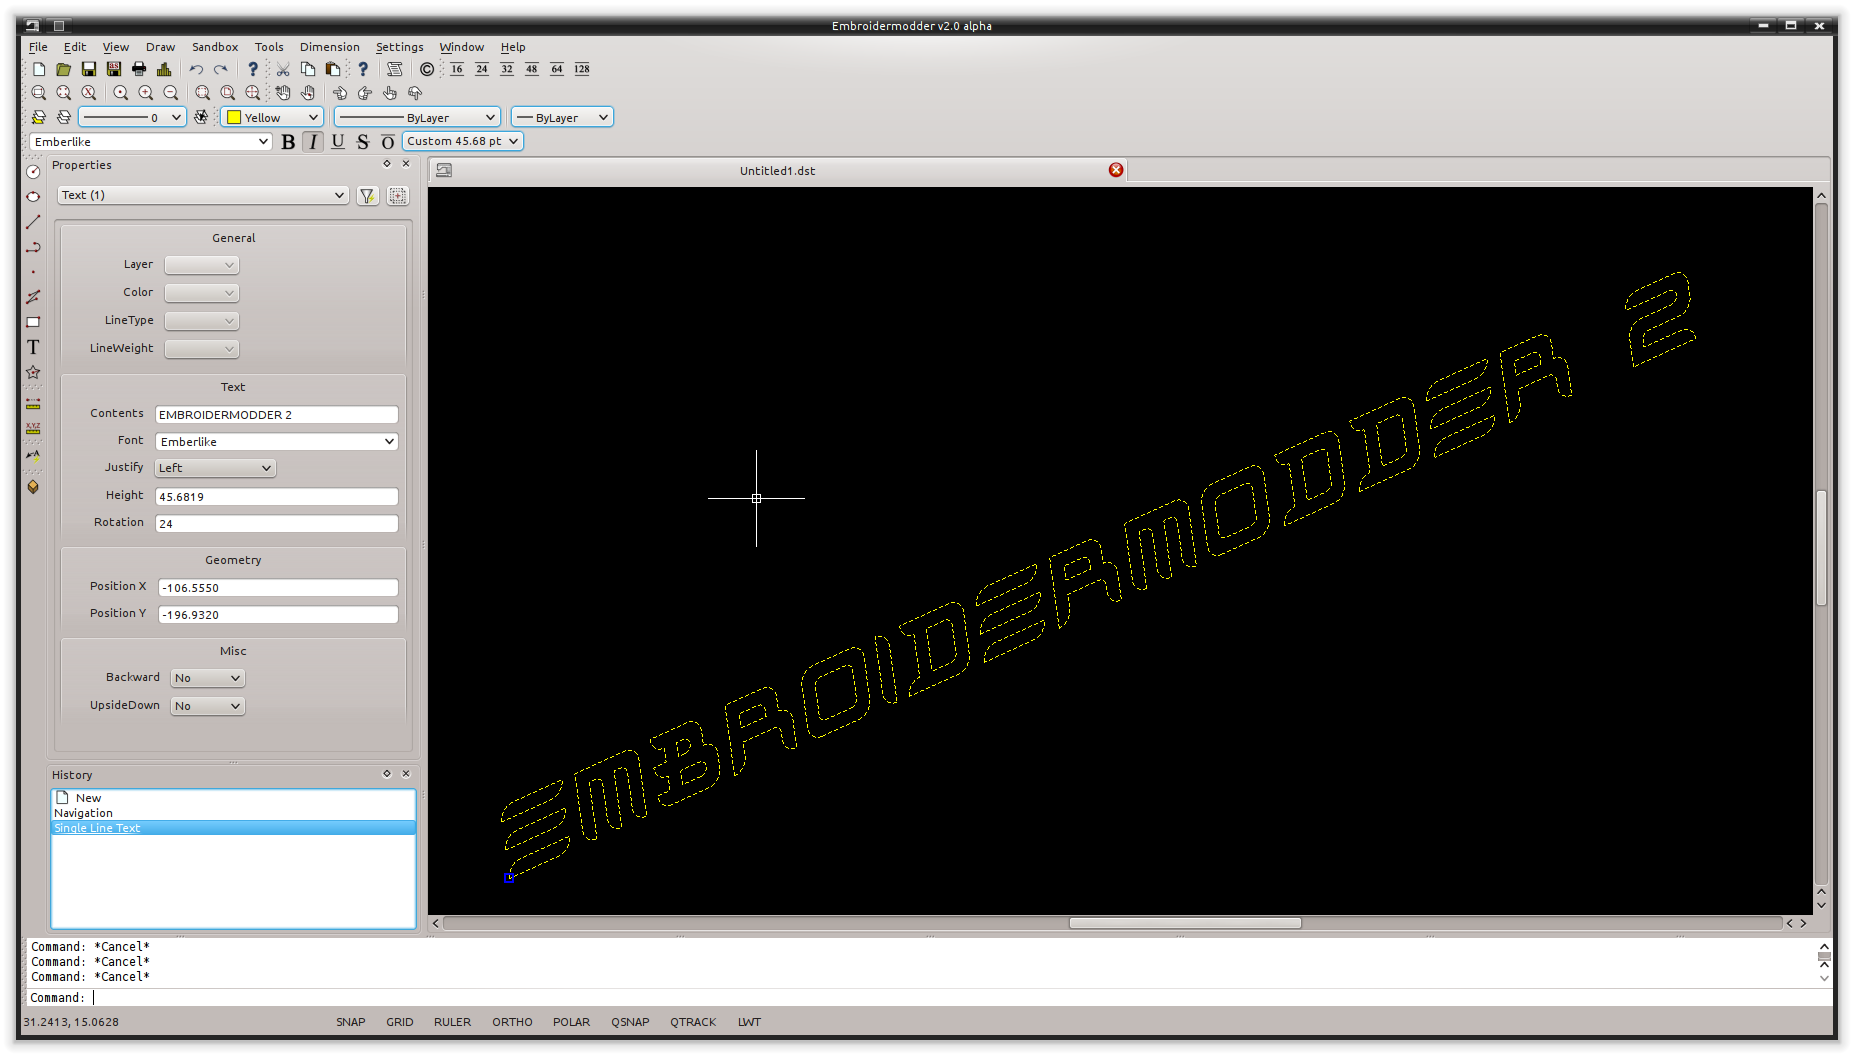 Embroidermodder v2.0 alpha
File Edit View Draw Sandbox Tools Dimension Settings Window Help
as ? ? © 16 24 32 48 64 128
0 Yellow ByLayer ByLayer
Emberlike B I U S O Custom 45.68 pt
Properties
Untitled1.dst
Text (1)
General
Layer
Color
LineType
LineWeight
T
Text
Contents EMBROIDERMODDER 2
X,Y,Z
Font Emberlike
A
Justify Left
Height 45.6819
Rotation 24
Geometry
Position X -106.5550
Position Y -196.9320
Misc
Backward No
UpsideDown No
EMBROIDERMODDER 2
History
New
Navigation
Single Line Text
Command: *Cancel*
Command: *Cancel*
Command: *Cancel*
Command:
31.2413, 15.0628 SNAP GRID RULER ORTHO POLAR QSNAP QTRACK LWT